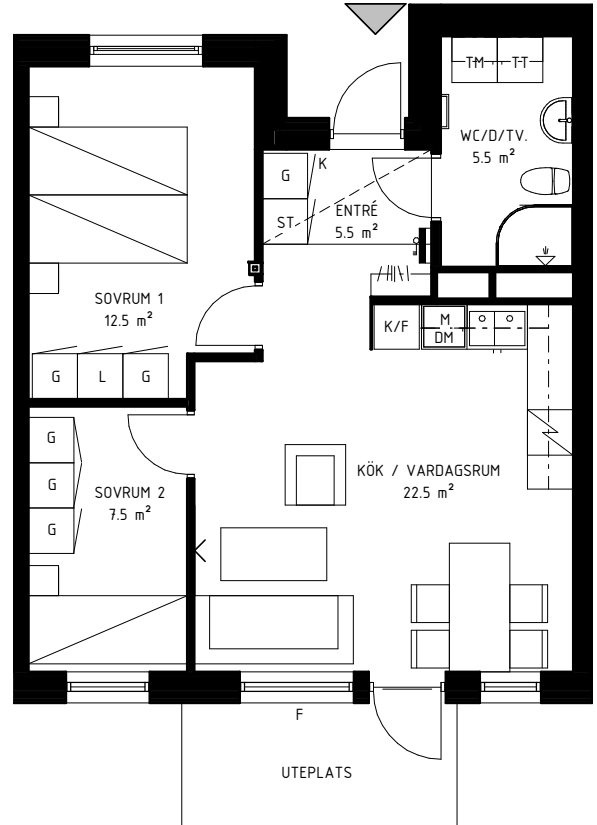 TM TT
WC/D/TV.
5.5 m²
K
G
ST
ENTRÉ
5.5 m²
SOVRUM 1
12.5 m²
K/F
M
DM
G L G
G
G
G
SOVRUM 2
7.5 m²
KÖK / VARDAGSRUM
22.5 m²
F
UTEPLATS